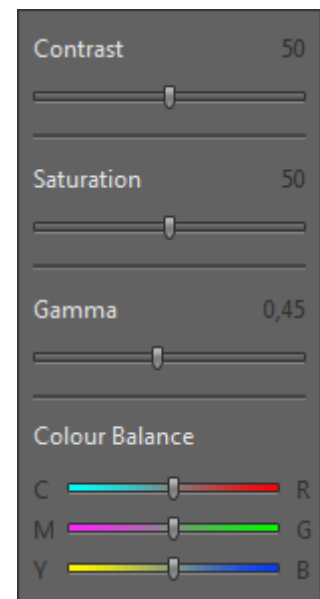 Contrast 50
Saturation 50
Gamma 0,45
Colour Balance
C R
M G
Y B